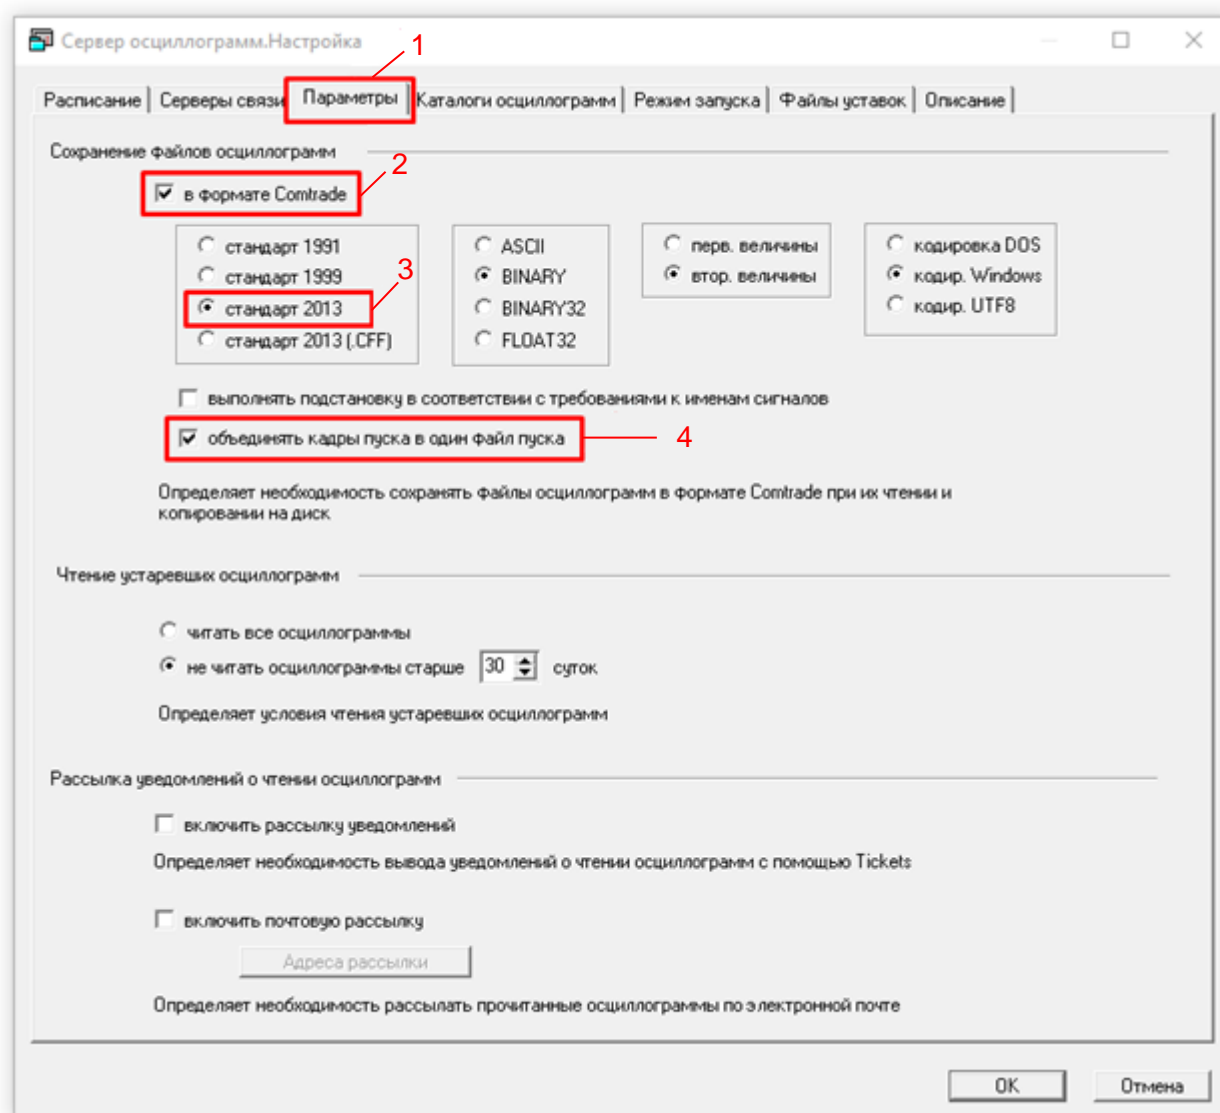 Сервер осциллограмм.Настройка
1
Расписание Серверы связи Параметры Каталоги осциллограмм Режим запуска Файлы уставок Описание
Сохранение файлов осциллограмм
2
в формате Comtrade
стандарт 1991 ASCII перв. величины кодировка DOS
3
стандарт 1999 BINARY втор. величины кодир. Windows
стандарт 2013 BINARY32 кодир. UTF8
стандарт 2013 (.CFF) FLOAT32
выполнять подстановку в соответствии с требованиями к именам сигналов
объединять кадры пуска в один файл пуска 4
Определяет необходимость сохранять файлы осциллограмм в формате Comtrade при их чтении и
копировании на диск
Чтение устаревших осциллограмм
читать все осциллограммы
не читать осциллограммы старше 30 суток
Определяет условия чтения устаревших осциллограмм
Рассылка уведомлений о чтении осциллограмм
включить рассылку уведомлений
Определяет необходимость вывода уведомлений о чтении осциллограмм с помощью Tickets
включить почтовую рассылку
Адреса рассылки
Определяет необходимость рассылать прочитанные осциллограммы по электронной почте
OK Отмена